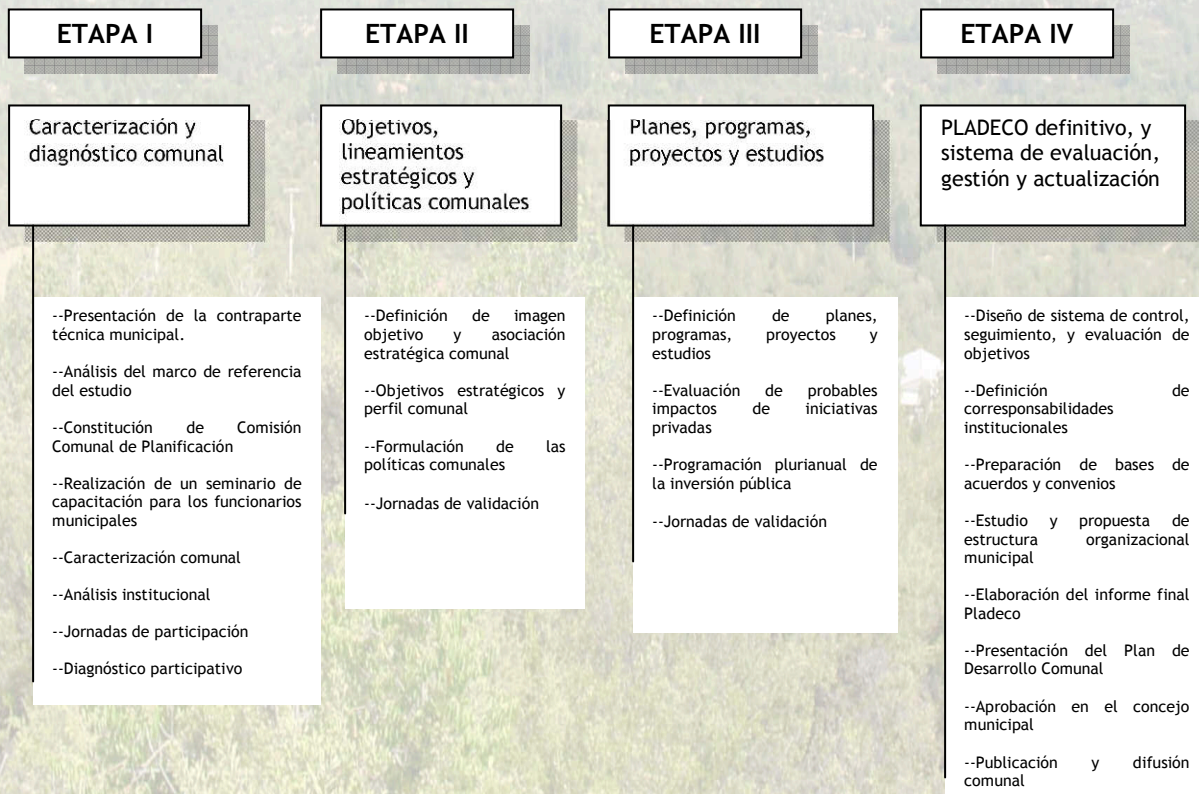 ETAPA I
Caracterización y
diagnóstico comunal
--Presentación de la contraparte
técnica municipal.
--Análisis del marco de referencia
del estudio
--Constitución de Comisión
Comunal de Planificación
--Realización de un seminario de
capacitación para los funcionarios
municipales
--Caracterización comunal
--Análisis institucional
--Jornadas de participación
--Diagnóstico participativo
ETAPA II
Objetivos,
lineamientos
estratégicos y
políticas comunales
--Definición de imagen
objetivo y asociación
estratégica comunal
--Objetivos estratégicos y
perfil comunal
--Formulación de las
políticas comunales
--Jornadas de validación
ETAPA III
Planes, programas,
proyectos y estudios
--Definición de planes,
programas, proyectos y
estudios
--Evaluación de probables
impactos de iniciativas
privadas
--Programación plurianual de
la inversión pública
--Jornadas de validación
ETAPA IV
PLADECO definitivo, y
sistema de evaluación,
gestión y actualización
--Diseño de sistema de control,
seguimiento, y evaluación de
objetivos
--Definición de
corresponsabilidades
institucionales
--Preparación de bases de
acuerdos y convenios
--Estudio y propuesta de
estructura organizacional
municipal
--Elaboración del informe final
Pladeco
--Presentación del Plan de
Desarrollo Comunal
--Aprobación en el concejo
municipal
--Publicación y difusión
comunal